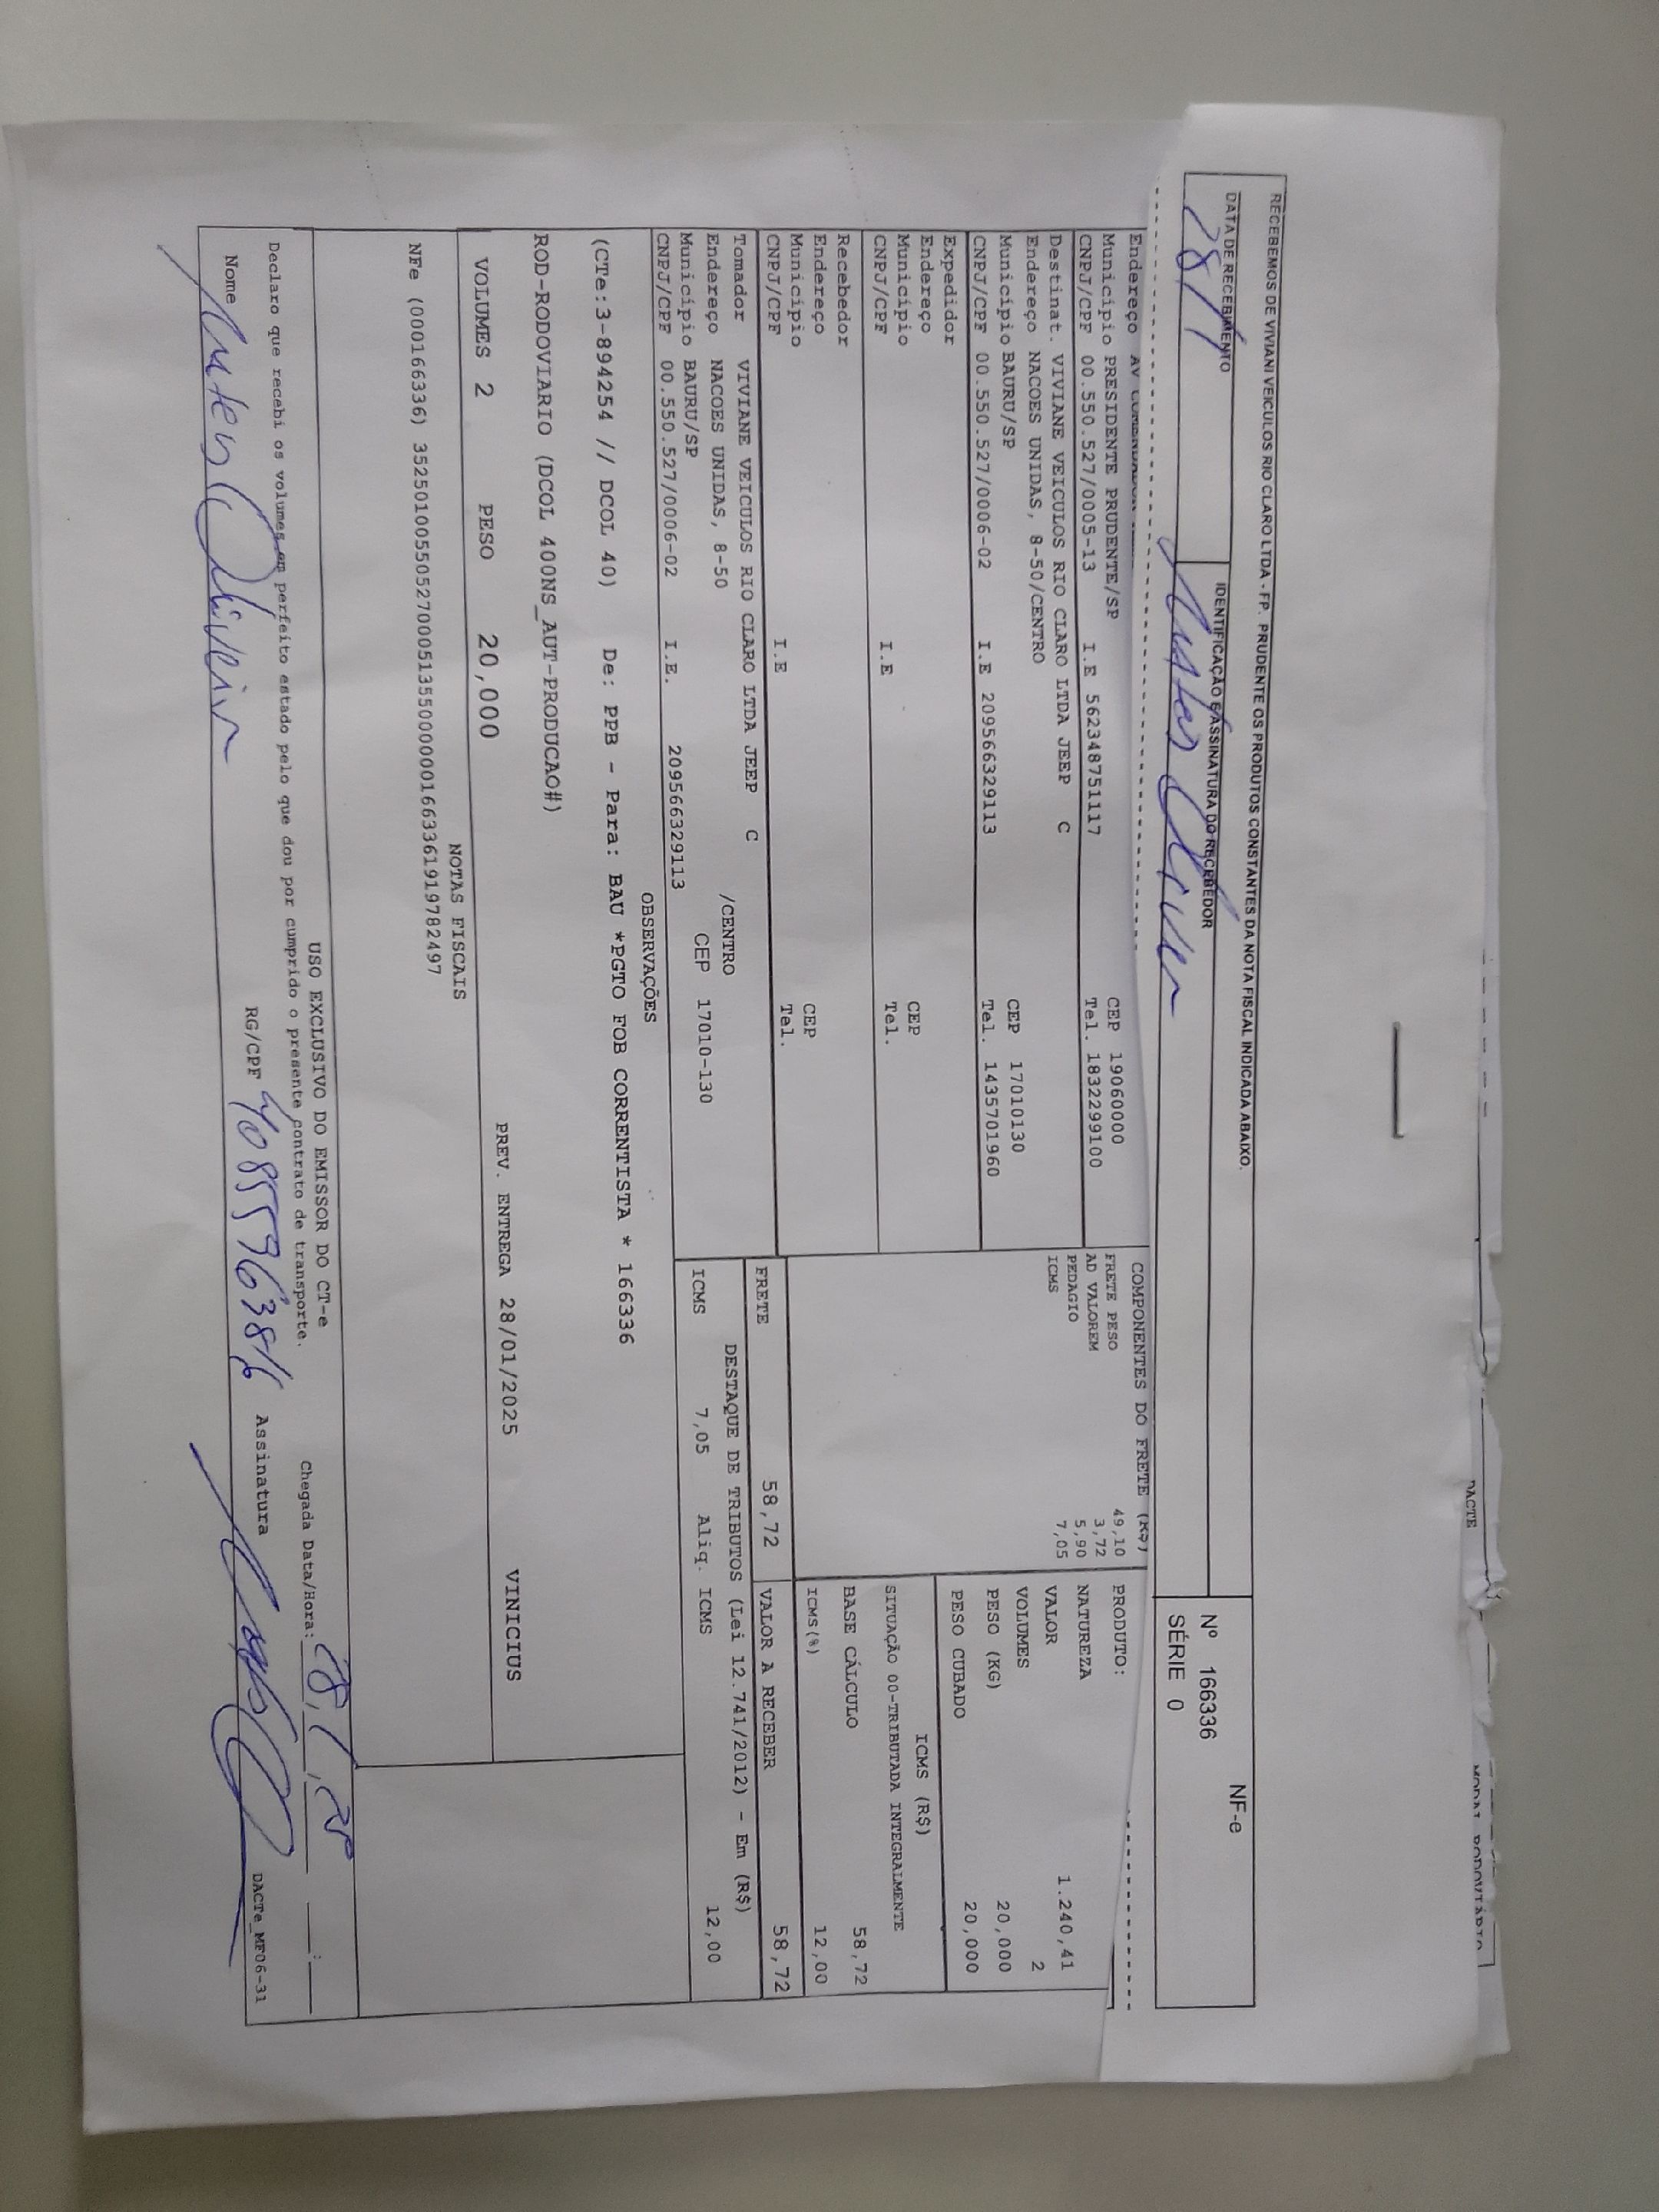 DACTE
MODAL RODOVIÁRIO
RECEBEMOS DE VIVIANI VEICULOS RIO CLARO LTDA - FP. PRUDENTE OS PRODUTOS CONSTANTES DA NOTA FISCAL INDICADA ABAIXO.
DATA DE RECEBIMENTO
28/1
IDENTIFICAÇÃO E ASSINATURA DO RECEBEDOR
NF-e
Nº 166336
SÉRIE 0
Endereço AV
Município PRESIDENTE PRUDENTE/SP CEP 19060000
CNPJ/CPF 00.550.527/0005-13 I.E 562348751117 Tel. 1832299100
Destinat. VIVIANE VEICULOS RIO CLARO LTDA JEEP C
Endereço NACOES UNIDAS, 8-50/CENTRO
Município BAURU/SP CEP 17010130
CNPJ/CPF 00.550.527/0006-02 I.E 209566329113 Tel. 1435701960
Expedidor
Endereço
Município CEP
CNPJ/CPF I.E Tel.
Recebedor
Endereço
Município CEP
CNPJ/CPF I.E Tel.
Tomador VIVIANE VEICULOS RIO CLARO LTDA JEEP C
Endereço NACOES UNIDAS, 8-50 /CENTRO
Município BAURU/SP CEP 17010-130
CNPJ/CPF 00.550.527/0006-02 I.E. 209566329113
COMPONENTES DO FRETE (R$)
FRETE PESO 49,10
AD VALOREM 3,72
PEDAGIO 5,90
ICMS 7,05
PRODUTO:
NATUREZA
VALOR 1.240,41
VOLUMES 2
PESO (KG) 20,000
PESO CUBADO 20,000
ICMS (R$)
SITUAÇÃO 00-TRIBUTADA INTEGRALMENTE
BASE CÁLCULO 58,72
ICMS(%) 12,00
FRETE 58,72
VALOR A RECEBER 58,72
DESTAQUE DE TRIBUTOS (Lei 12.741/2012) - Em (R$)
ICMS 7,05 Aliq. ICMS 12,00
OBSERVAÇÕES
(CTe:3-894254 // DCOL 40) De: PPB - Para: BAU *PGTO FOB CORRENTISTA * 166336
ROD-RODOVIARIO (DCOL 400NS_AUT-PRODUCAO#)
VOLUMES 2 PESO 20,000 PREV. ENTREGA 28/01/2025 VINICIUS
NOTAS FISCAIS
NFe (000166336) 35250100550527000513550000001663361919782497
USO EXCLUSIVO DO EMISSOR DO CT-e
Declaro que recebi os volumes em perfeito estado pelo que dou por cumprido o presente contrato de transporte.
Chegada Data/Hora: 28,1,25 __:__
Nome Oliveira RG/CPF Assinatura
DACTe_MF06-31